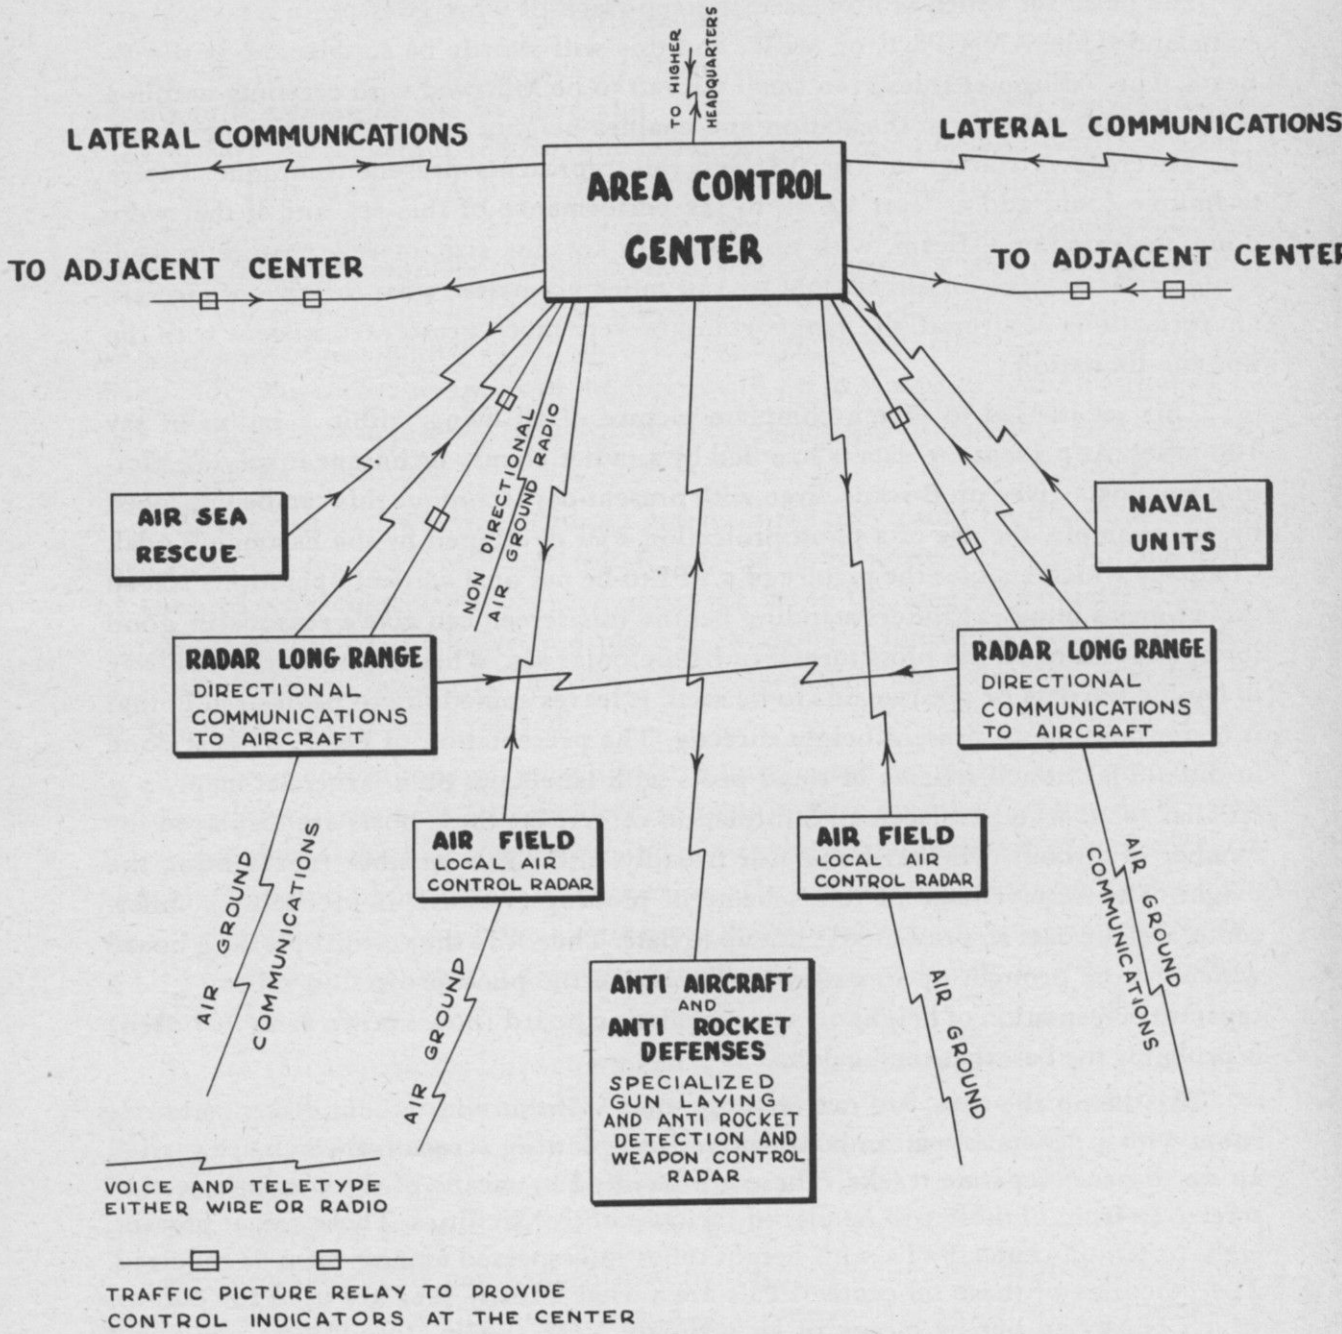 TO HIGHER
HEADQUARTERS
LATERAL COMMUNICATIONS
LATERAL COMMUNICATIONS
AREA CONTROL
CENTER
TO ADJACENT CENTER
TO ADJACENT CENTER
NON DIRECTIONAL
AIR GROUND RADIO
AIR SEA
RESCUE
NAVAL
UNITS
RADAR LONG RANGE
DIRECTIONAL
COMMUNICATIONS
TO AIRCRAFT
RADAR LONG RANGE
DIRECTIONAL
COMMUNICATIONS
TO AIRCRAFT
AIR FIELD
LOCAL AIR
CONTROL RADAR
AIR FIELD
LOCAL AIR
CONTROL RADAR
AIR GROUND
COMMUNICATIONS
AIR GROUND
AIR GROUND
AIR GROUND
COMMUNICATIONS
ANTI AIRCRAFT
AND
ANTI ROCKET
DEFENSES
SPECIALIZED
GUN LAYING
AND ANTI ROCKET
DETECTION AND
WEAPON CONTROL
RADAR
VOICE AND TELETYPE
EITHER WIRE OR RADIO
TRAFFIC PICTURE RELAY TO PROVIDE
CONTROL INDICATORS AT THE CENTER